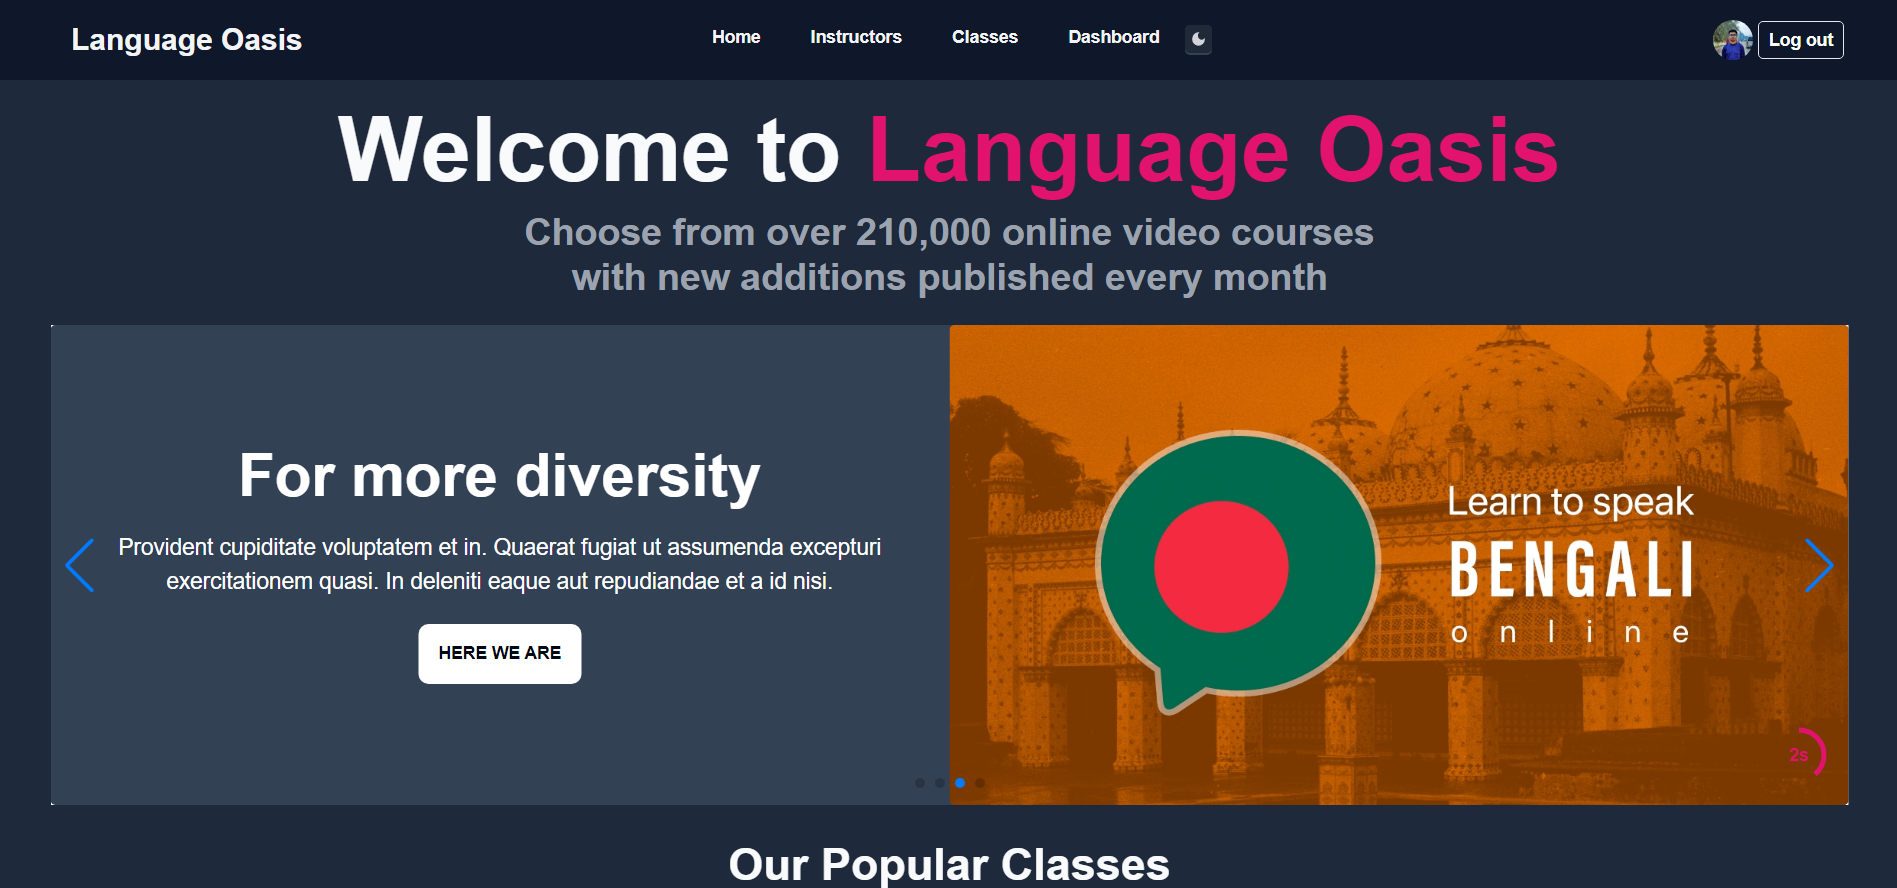 Language Oasis
Home
Instructors
Classes
Dashboard
Log out
Welcome to Language Oasis
Choose from over 210,000 online video courses
with new additions published every month
For more diversity
Provident cupiditate voluptatem et in. Quaerat fugiat ut assumenda excepturi
exercitationem quasi. In deleniti eaque aut repudiandae et a id nisi.
HERE WE ARE
Learn to speak
BENGALI
online
2s
Our Popular Classes